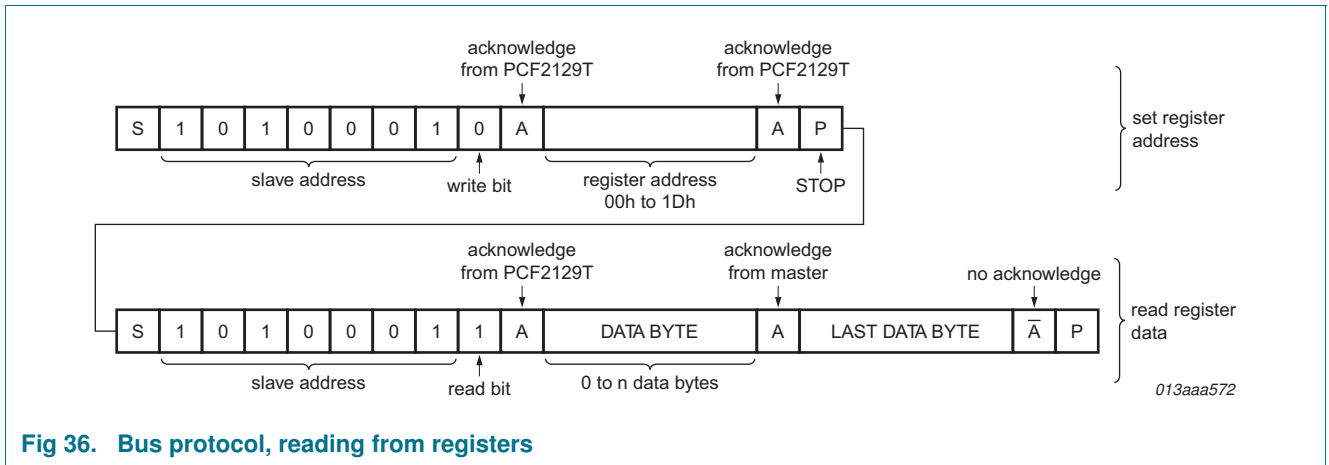 acknowledge acknowledge
from PCF2129T from PCF2129T
S 1 0 1 0 0 0 1 0 A A P
set register
address
slave address write bit register address STOP
00h to 1Dh
acknowledge acknowledge
from PCF2129T from master no acknowledge
S 1 0 1 0 0 0 1 1 A DATA BYTE A LAST DATA BYTE A̅ P
read register
data
slave address read bit 0 to n data bytes
013aaa572
Fig 36. Bus protocol, reading from registers